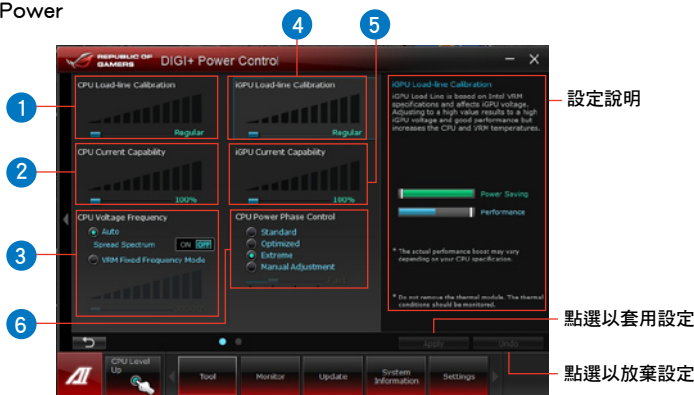 Power
4
5
REPUBLIC OF
GAMERS
DIGI+ Power Control
1
CPU Load-line Calibration
Regular
iGPU Load-line Calibration
Regular
2
CPU Current Capability
100%
iGPU Current Capability
100%
3
CPU Voltage Frequency
Auto
Spread Spectrum
ON OFF
VRM Fixed Frequency Mode
6
CPU Power Phase Control
Standard
Optimized
Extreme
Manual Adjustment
iGPU Load-line Calibration
iGPU Load Line is based on Intel VRM
specifications and affects iGPU voltage.
Adjusting to a high value results to a high
iGPU voltage and good performance but
increases the CPU and VRM temperatures.
Power Saving
Performance
* The actual performance boost may vary
depending on your CPU specification.
* Do not remove the thermal module. The thermal
conditions should be monitored.
設定說明
Apply
Undo
點選以套用設定
點選以放棄設定
AI
CPU Level
Up
Tool
Monitor
Update
System
Information
Settings